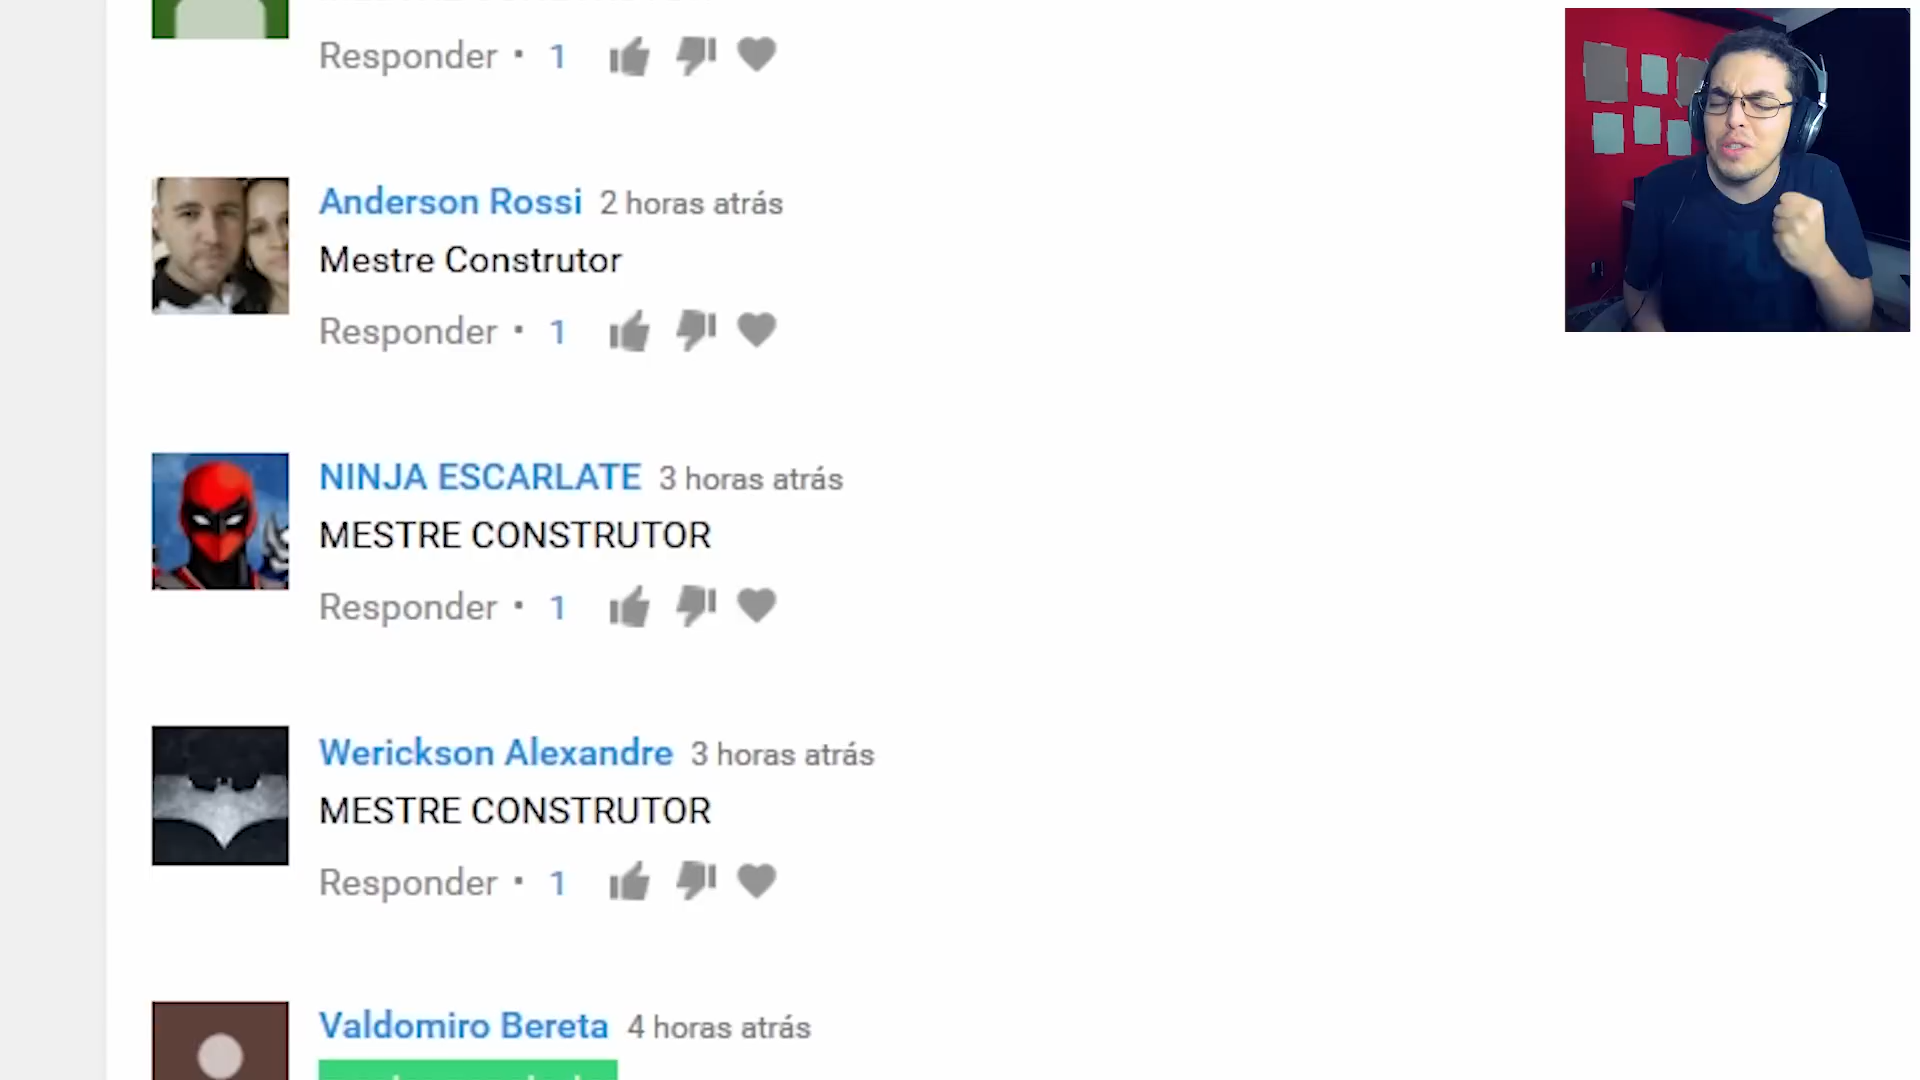 Responder • 1
Anderson Rossi 2 horas atrás
Mestre Construtor
Responder • 1
NINJA ESCARLATE 3 horas atrás
MESTRE CONSTRUTOR
Responder • 1
Werickson Alexandre 3 horas atrás
MESTRE CONSTRUTOR
Responder • 1
Valdomiro Bereta 4 horas atrás